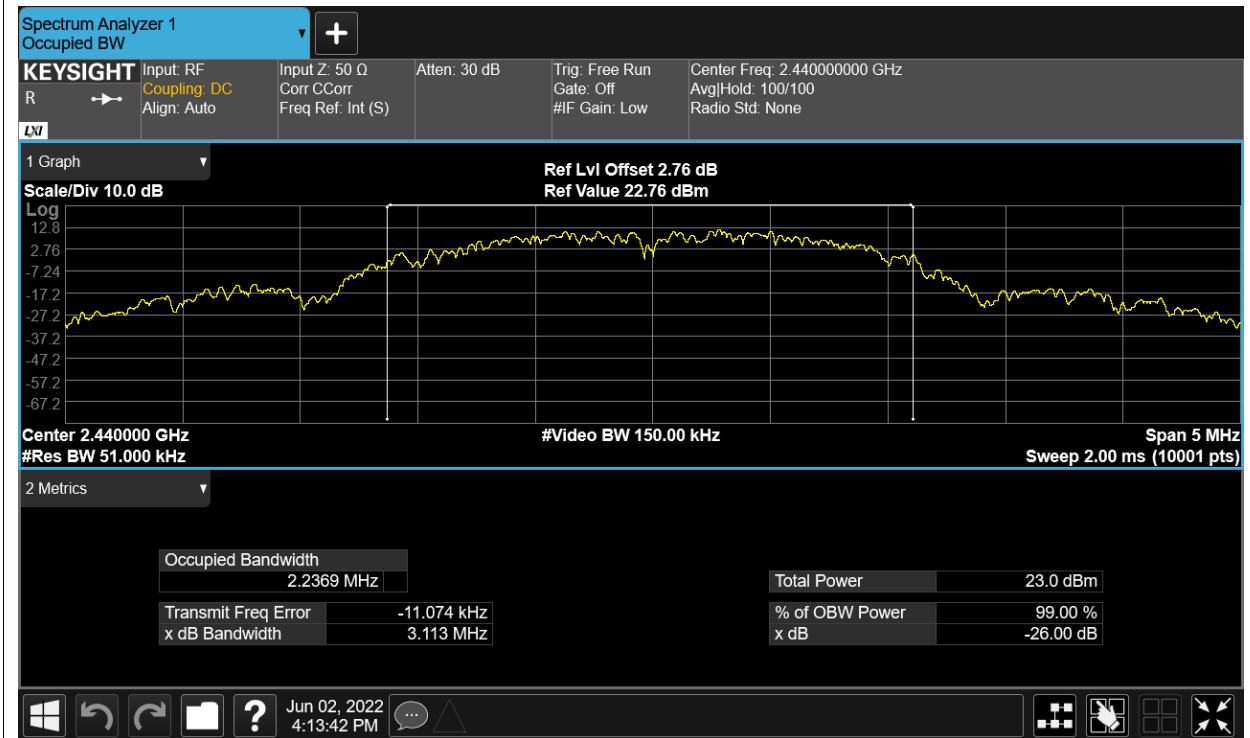 Spectrum Analyzer 1
Occupied BW
KEYSIGHT
R
LXI
Input: RF
Coupling: DC
Align: Auto
Input Z: 50 Ω
Corr CCorr
Freq Ref: Int (S)
Atten: 30 dB
Trig: Free Run
Gate: Off
#IF Gain: Low
Center Freq: 2.440000000 GHz
Avg|Hold: 100/100
Radio Std: None
1 Graph
Ref Lvl Offset 2.76 dB
Scale/Div 10.0 dB
Ref Value 22.76 dBm
Log
12.8
2.76
-7.24
-17.2
-27.2
-37.2
-47.2
-57.2
-67.2
Center 2.440000 GHz
#Video BW 150.00 kHz
Span 5 MHz
#Res BW 51.000 kHz
Sweep 2.00 ms (10001 pts)
2 Metrics
Occupied Bandwidth
2.2369 MHz
Total Power 23.0 dBm
Transmit Freq Error -11.074 kHz
% of OBW Power 99.00 %
x dB Bandwidth 3.113 MHz
x dB -26.00 dB
?
Jun 02, 2022
4:13:42 PM